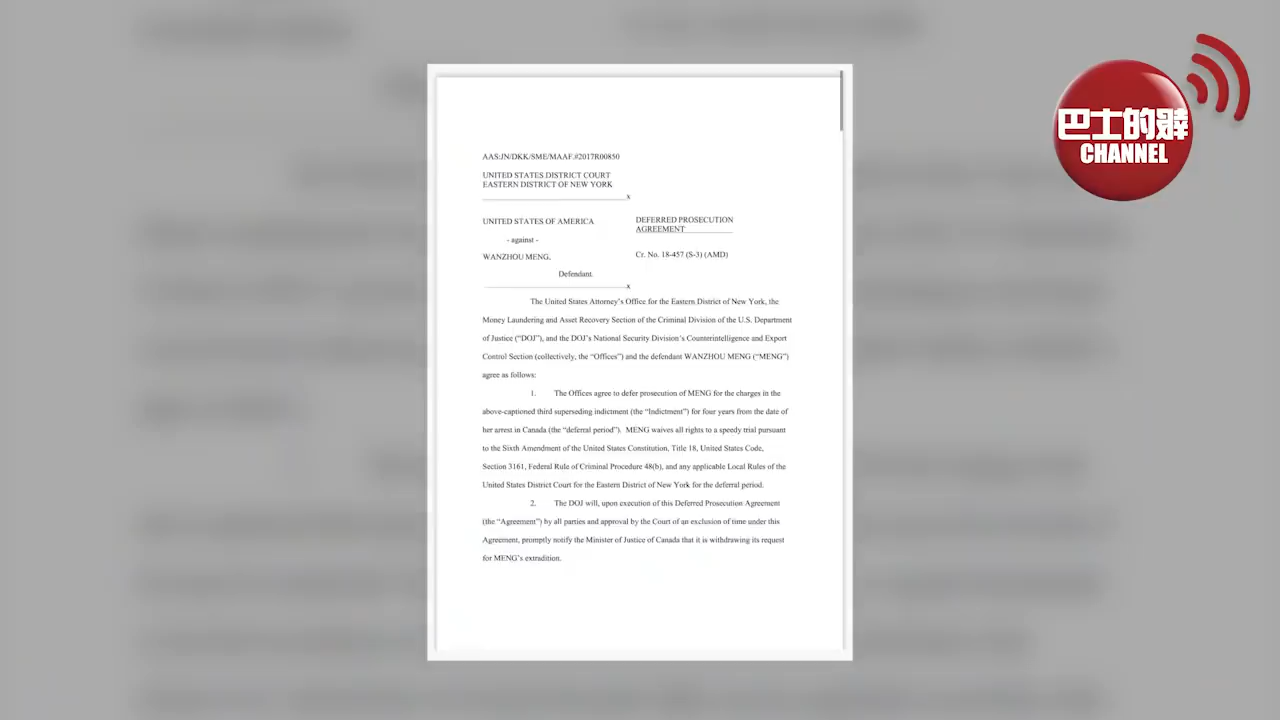 巴士的報
CHANNEL
AAS:JN/DKK/SME/MAAF.#2017R00850
UNITED STATES DISTRICT COURT
EASTERN DISTRICT OF NEW YORK
x
UNITED STATES OF AMERICA
- against -
WANZHOU MENG,
Defendant.
x
DEFERRED PROSECUTION
AGREEMENT
Cr. No. 18-457 (S-3) (AMD)
The United States Attorney's Office for the Eastern District of New York, the
Money Laundering and Asset Recovery Section of the Criminal Division of the U.S. Department
of Justice (“DOJ”), and the DOJ's National Security Division's Counterintelligence and Export
Control Section (collectively, the “Offices”) and the defendant WANZHOU MENG (“MENG”)
agree as follows:
1. The Offices agree to defer prosecution of MENG for the charges in the
above-captioned third superseding indictment (the “Indictment”) for four years from the date of
her arrest in Canada (the “deferral period”). MENG waives all rights to a speedy trial pursuant
to the Sixth Amendment of the United States Constitution, Title 18, United States Code,
Section 3161, Federal Rule of Criminal Procedure 48(b), and any applicable Local Rules of the
United States District Court for the Eastern District of New York for the deferral period.
2. The DOJ will, upon execution of this Deferred Prosecution Agreement
(the “Agreement”) by all parties and approval by the Court of an exclusion of time under this
Agreement, promptly notify the Minister of Justice of Canada that it is withdrawing its request
for MENG's extradition.